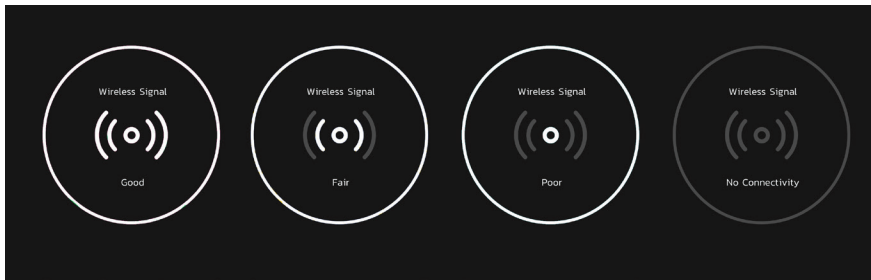 Wireless Signal
Good
Wireless Signal
Fair
Wireless Signal
Poor
Wireless Signal
No Connectivity